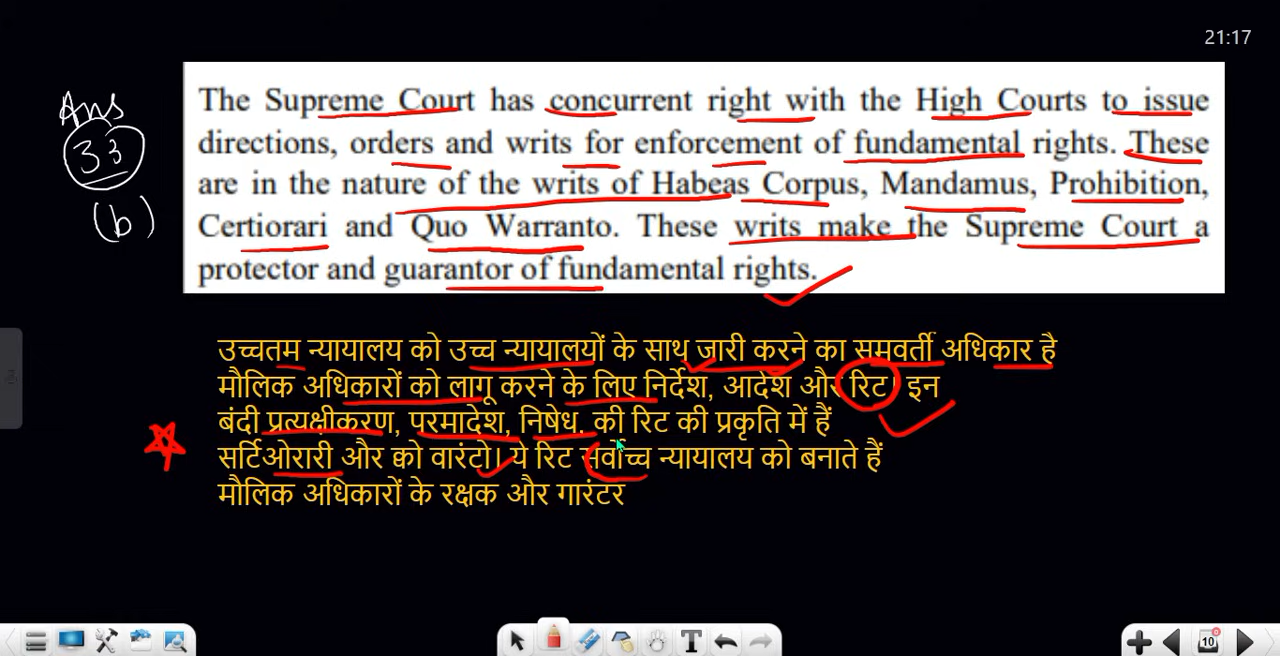 21:17
Ans
33
(b)
The Supreme Court has concurrent right with the High Courts to issue
directions, orders and writs for enforcement of fundamental rights. These
are in the nature of the writs of Habeas Corpus, Mandamus, Prohibition,
Certiorari and Quo Warranto. These writs make the Supreme Court a
protector and guarantor of fundamental rights.
उच्चतम न्यायालय को उच्च न्यायालयों के साथ जारी करने का समवर्ती अधिकार है
मौलिक अधिकारों को लागू करने के लिए निर्देश, आदेश और रिट। इन
बंदी प्रत्यक्षीकरण, परमादेश, निषेध. की रिट की प्रकृति में हैं
सर्टिओरारी और क्वो वारंटो। ये रिट सर्वोच्च न्यायालय को बनाते हैं
मौलिक अधिकारों के रक्षक और गारंटर
T
10